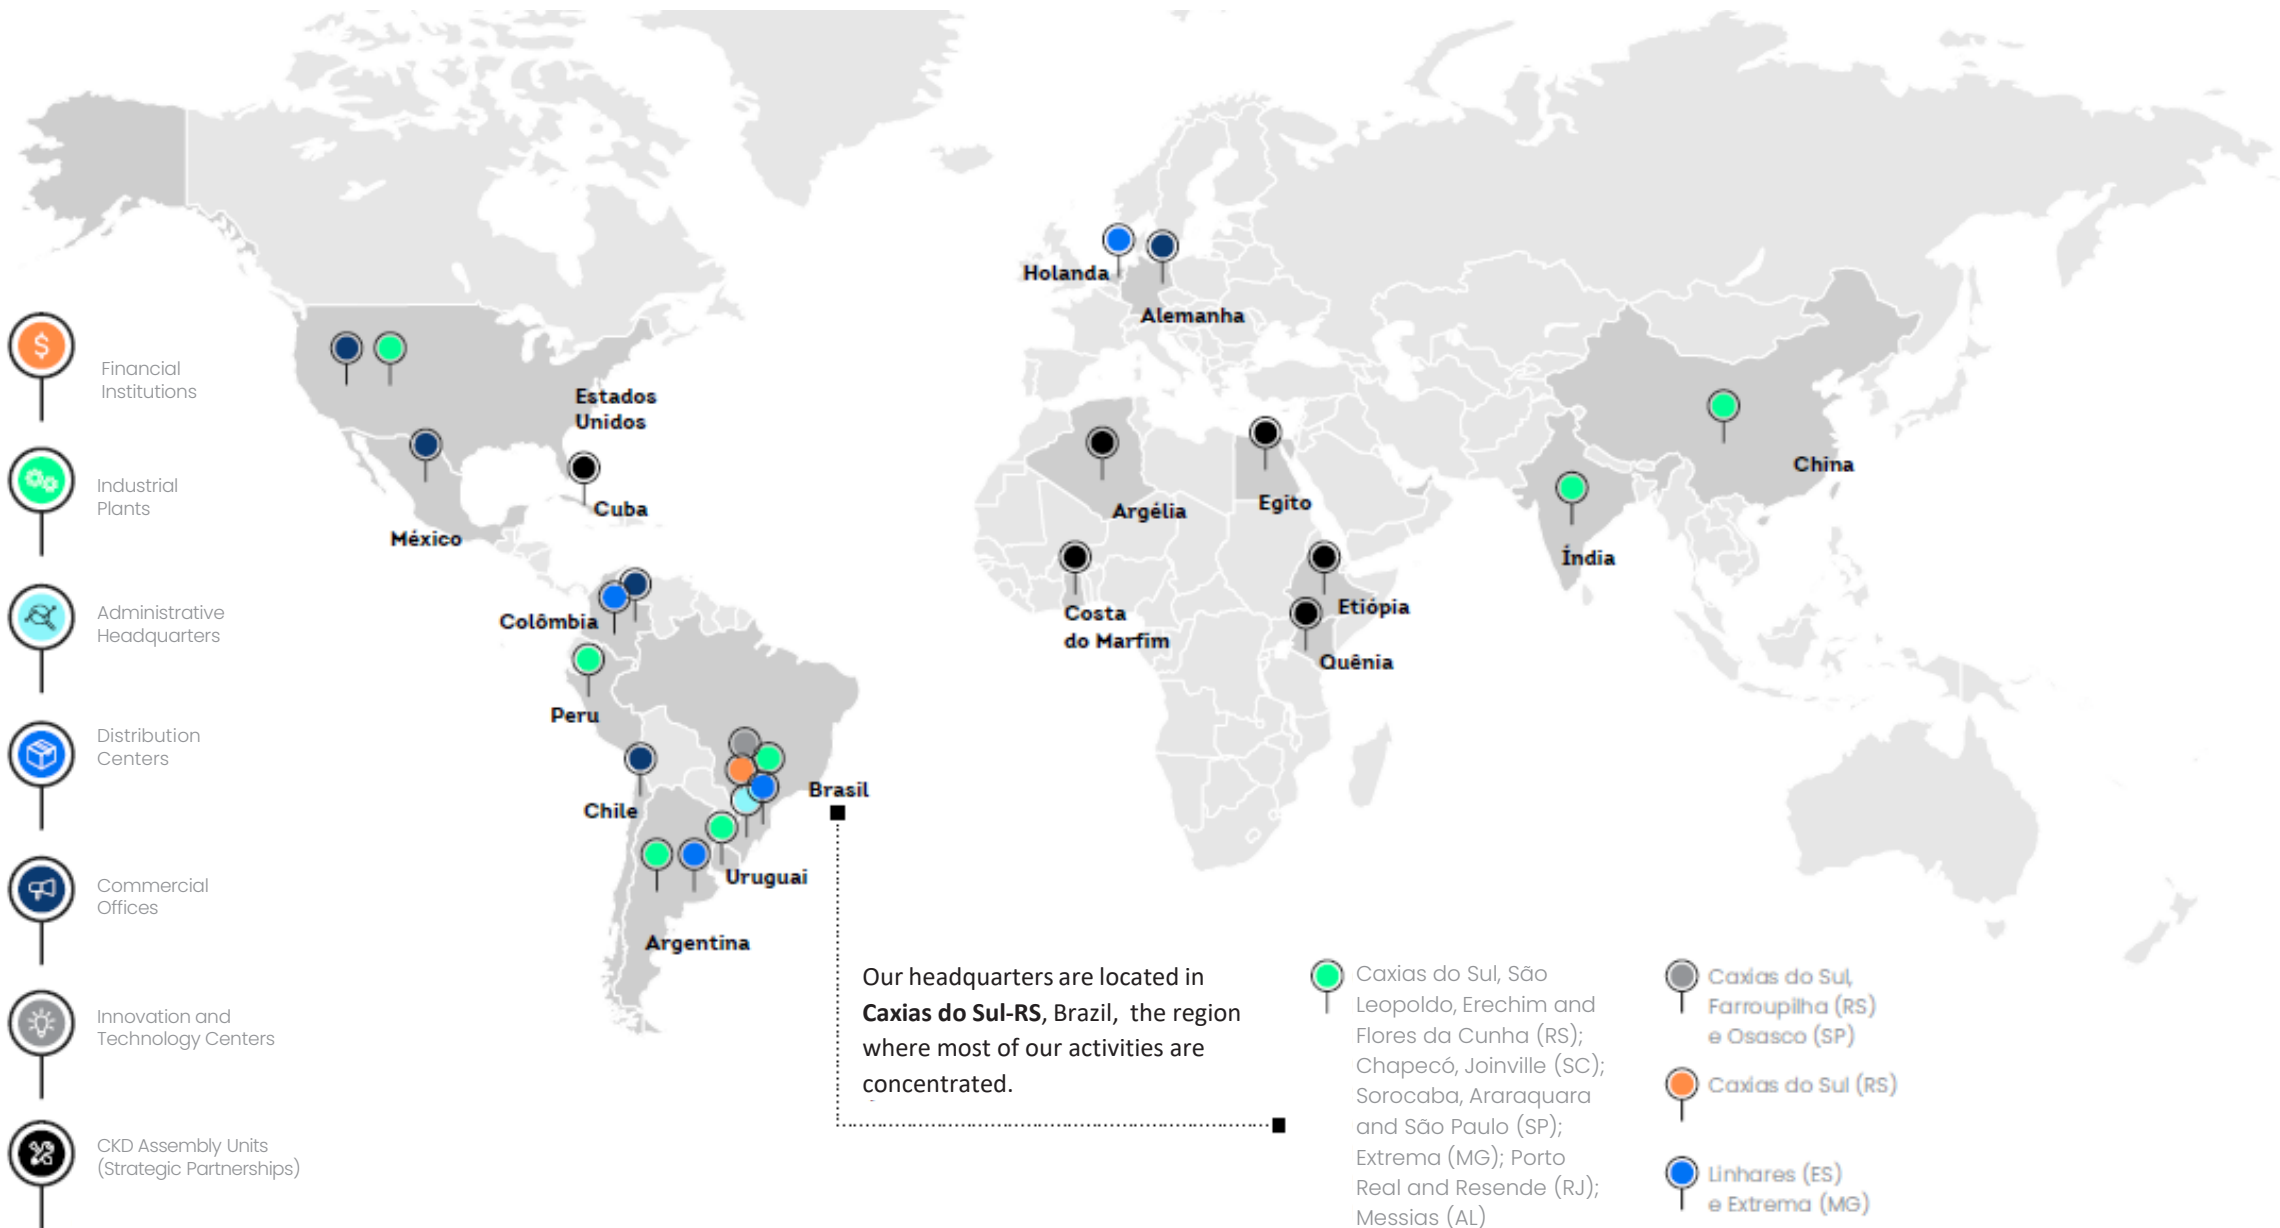 Financial
Institutions
Industrial
Plants
Administrative
Headquarters
Distribution
Centers
Commercial
Offices
Innovation and
Technology Centers
CKD Assembly Units
(Strategic Partnerships)
Estados
Unidos
Cuba
México
Colômbia
Peru
Chile
Brasil
Uruguai
Argentina
Holanda
Alemanha
Argélia
Egito
Costa
do Marfim
Etiópia
Quênia
Índia
China
Our headquarters are located in
Caxias do Sul-RS, Brazil, the region
where most of our activities are
concentrated.
Caxias do Sul, São
Leopoldo, Erechim and
Flores da Cunha (RS);
Chapecó, Joinville (SC);
Sorocaba, Araraquara
and São Paulo (SP);
Extrema (MG); Porto
Real and Resende (RJ);
Messias (AL)
Caxias do Sul,
Farroupilha (RS)
e Osasco (SP)
Caxias do Sul (RS)
Linhares (ES)
e Extrema (MG)